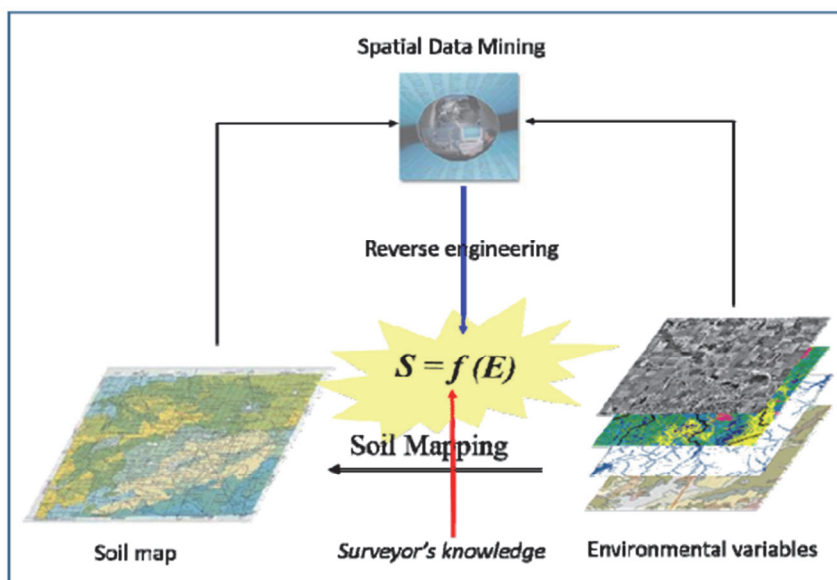 Spatial Data Mining
Reverse engineering
S = f (E)
Soil Mapping
Soil map
Surveyor's knowledge
Environmental variables